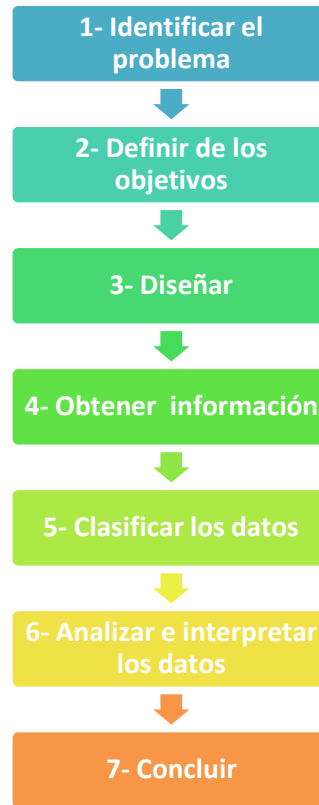 1- Identificar el
problema
2- Definir de los
objetivos
3- Diseñar
4- Obtener información
5- Clasificar los datos
6- Analizar e interpretar
los datos
7- Concluir